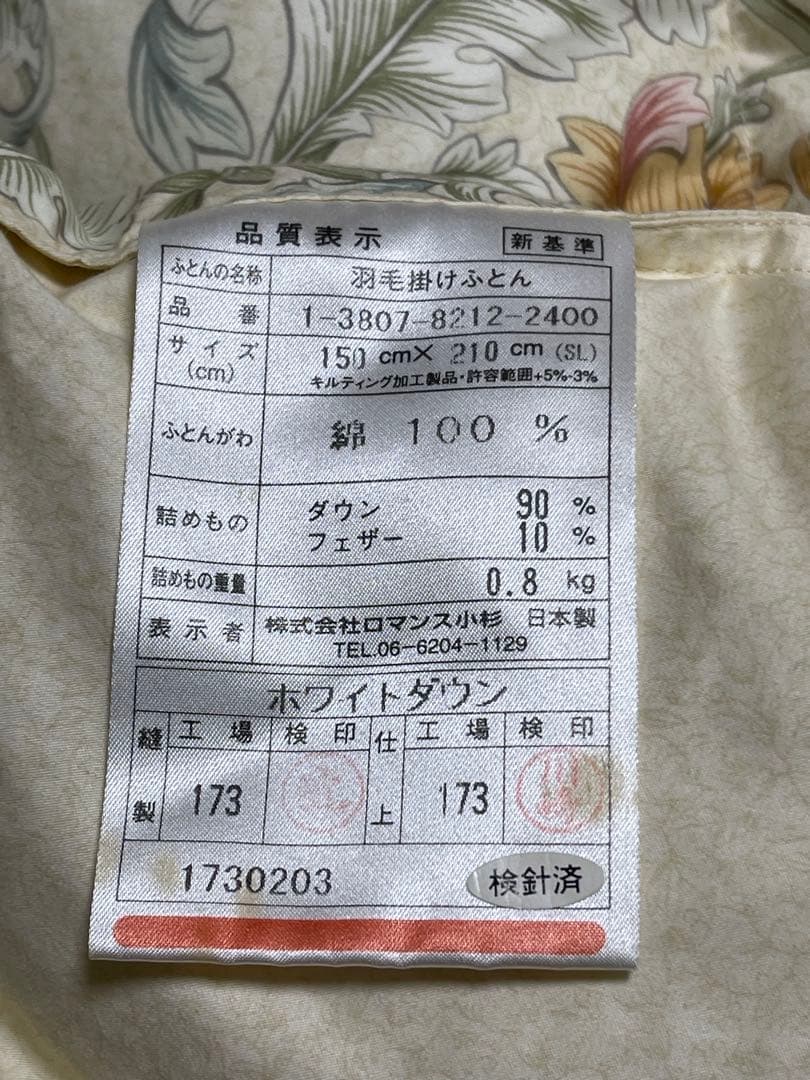 品質表示 新基準
ふとんの名称 羽毛掛けふとん
品番 1-3807-8212-2400
サイズ(cm) 150 cm× 210 cm (SL)
キルティング加工製品・許容範囲+5%-3%
ふとんがわ 綿 100 %
詰めもの ダウン 90 %
フェザー 10 %
詰めもの重量 0.8 kg
表示者 株式会社ロマンス小杉 日本製
TEL.06-6204-1129
ホワイトダウン
縫製 工場 検印 仕上 工場 検印
173 173
1730203 検針済